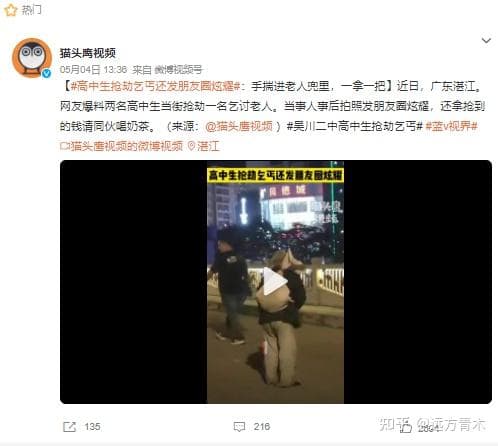 热门
猫头鹰视频
05月04日 13:36 来自 微博视频号
【#高中生抢劫乞丐还发朋友圈炫耀#：手揣进老人兜里，一拿一把】近日，广东湛江。
网友爆料两名高中生当街抢劫一名乞讨老人。当事人事后拍照发朋友圈炫耀，还拿抢到
的钱请同伙喝奶茶。（来源：@猫头鹰视频 ）#吴川二中高中生抢劫乞丐# #蓝v视界#
猫头鹰视频的微博视频 湛江
高中生抢劫乞丐还发朋友圈炫耀
135
216
知乎 @远方青木